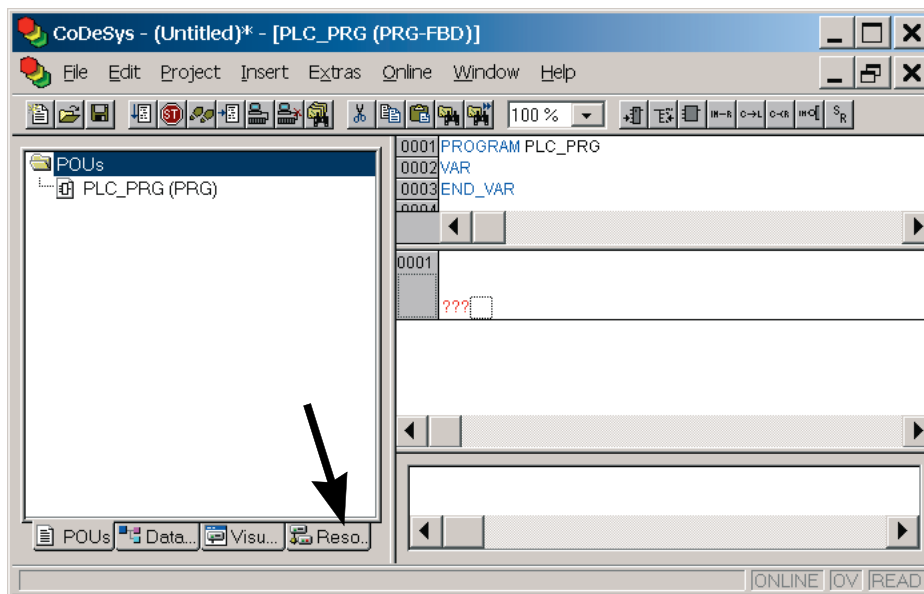 CoDeSys - (Untitled)* - [PLC_PRG (PRG-FBD)]
File Edit Project Insert Extras Online Window Help
100 %
POUs
PLC_PRG (PRG)
0001 PROGRAM PLC_PRG
0002 VAR
0003 END_VAR
0004
0001
???
POUs Data... Visu... Reso..
ONLINE OV READ